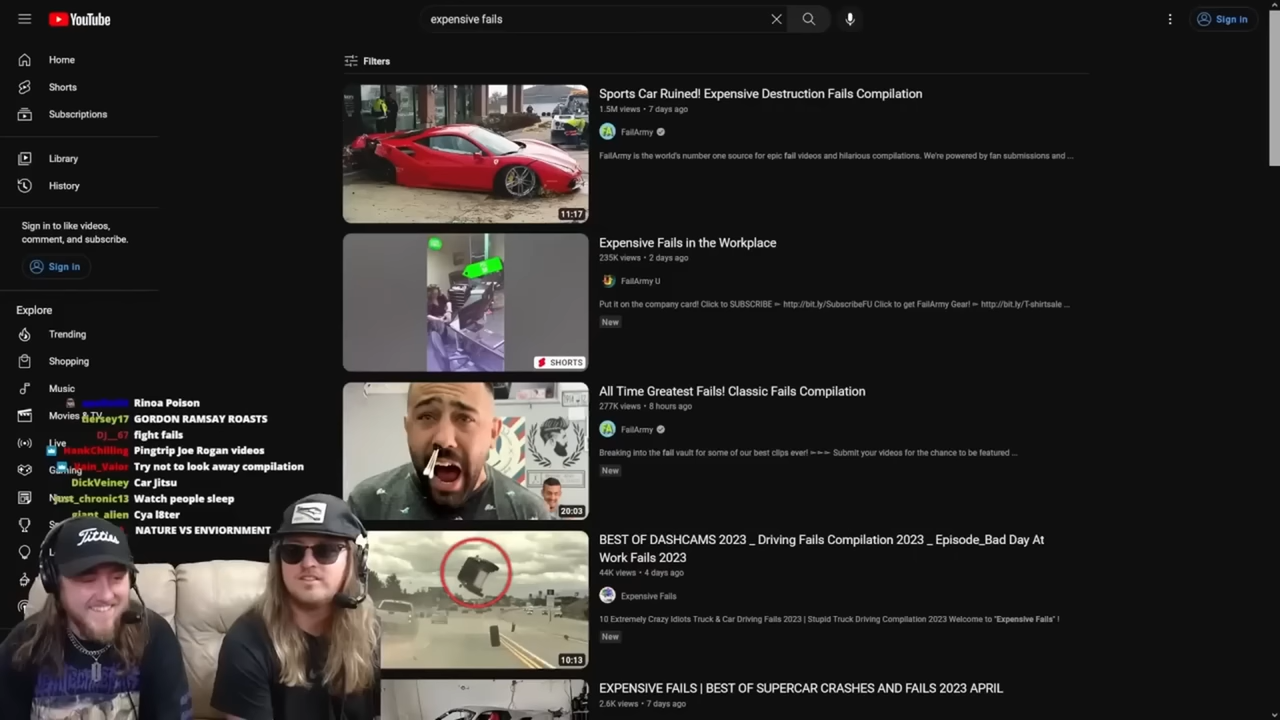 YouTube
expensive fails
Sign in
Home
Shorts
Subscriptions
Library
History
Sign in to like videos,
comment, and subscribe.
Sign in
Explore
Trending
Shopping
Music
Movies & TV
Live
Gaming
Filters
11:17
Sports Car Ruined! Expensive Destruction Fails Compilation
1.5M views • 7 days ago
FailArmy
FailArmy is the world's number one source for epic fail videos and hilarious compilations. We're powered by fan submissions and ...
SHORTS
Expensive Fails in the Workplace
235K views • 2 days ago
FailArmy U
Put it on the company card! Click to SUBSCRIBE ➨ http://bit.ly/SubscribeFU Click to get FailArmy Gear! ➨ http://bit.ly/T-shirtsale ...
New
20:03
All Time Greatest Fails! Classic Fails Compilation
277K views • 8 hours ago
FailArmy
Breaking into the fail vault for some of our best clips ever! ►►► Submit your videos for the chance to be featured ...
New
10:13
BEST OF DASHCAMS 2023 _ Driving Fails Compilation 2023 _ Episode_Bad Day At
Work Fails 2023
44K views • 4 days ago
Expensive Fails
10 Extremely Crazy Idiots Truck & Car Driving Fails 2023 | Stupid Truck Driving Compilation 2023 Welcome to "Expensive Fails" !
New
EXPENSIVE FAILS | BEST OF SUPERCAR CRASHES AND FAILS 2023 APRIL
2.6K views • 7 days ago
Rinoa Poison
tiersey17 GORDON RAMSAY ROASTS
DJ__67 fight fails
HankChilling Pingtrip Joe Rogan videos
Vain_Valor Try not to look away compilation
DickVeiney Car Jitsu
just_chronic13 Watch people sleep
giant_alien Cya l8ter
NATURE VS ENVIORNMENT
Titties